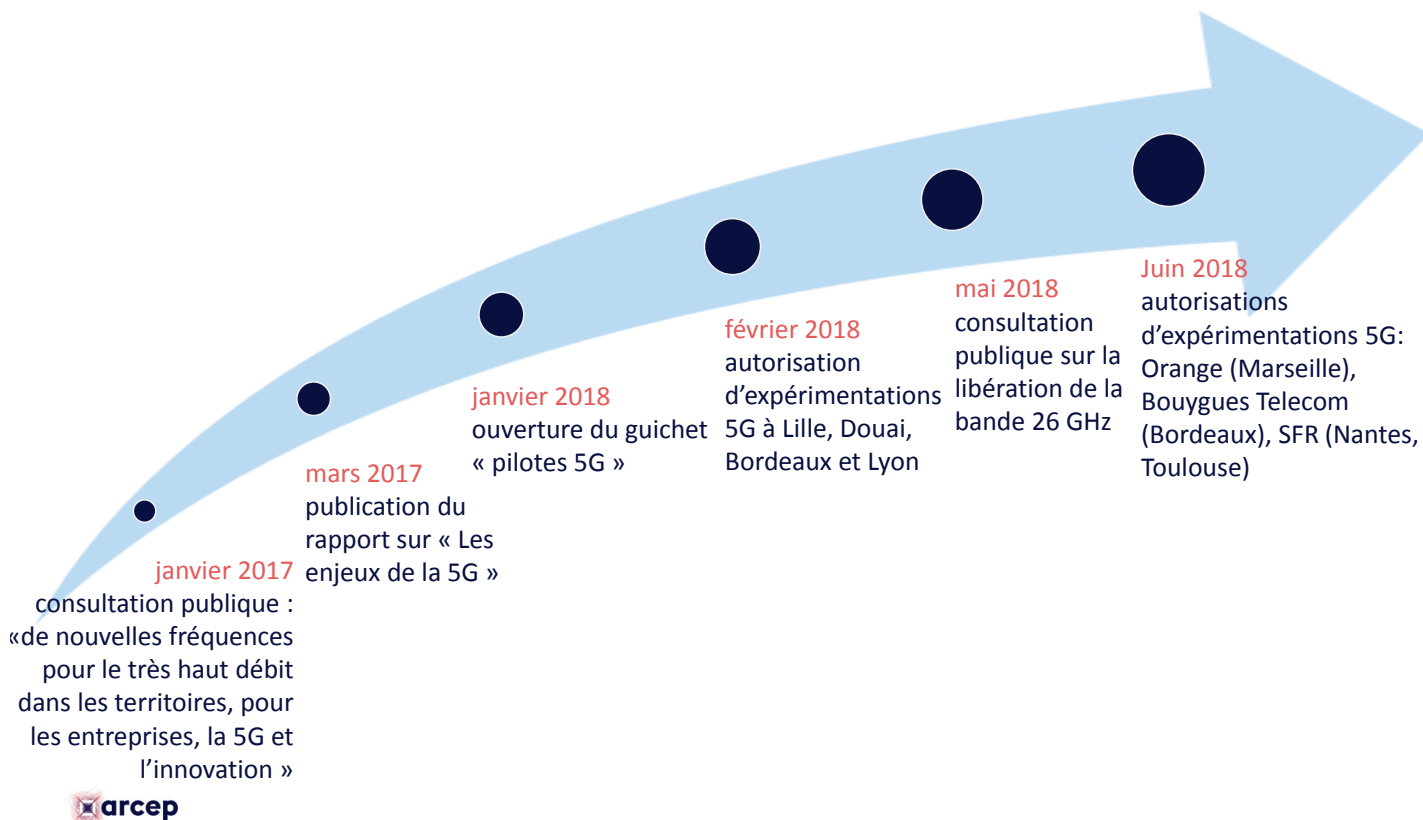 janvier 2017
consultation publique :
«de nouvelles fréquences
pour le très haut débit
dans les territoires, pour
les entreprises, la 5G et
l’innovation »
mars 2017
publication du
rapport sur « Les
enjeux de la 5G »
janvier 2018
ouverture du guichet
« pilotes 5G »
février 2018
autorisation
d’expérimentations
5G à Lille, Douai,
Bordeaux et Lyon
mai 2018
consultation
publique sur la
libération de la
bande 26 GHz
Juin 2018
autorisations
d’expérimentations 5G:
Orange (Marseille),
Bouygues Telecom
(Bordeaux), SFR (Nantes,
Toulouse)
arcep